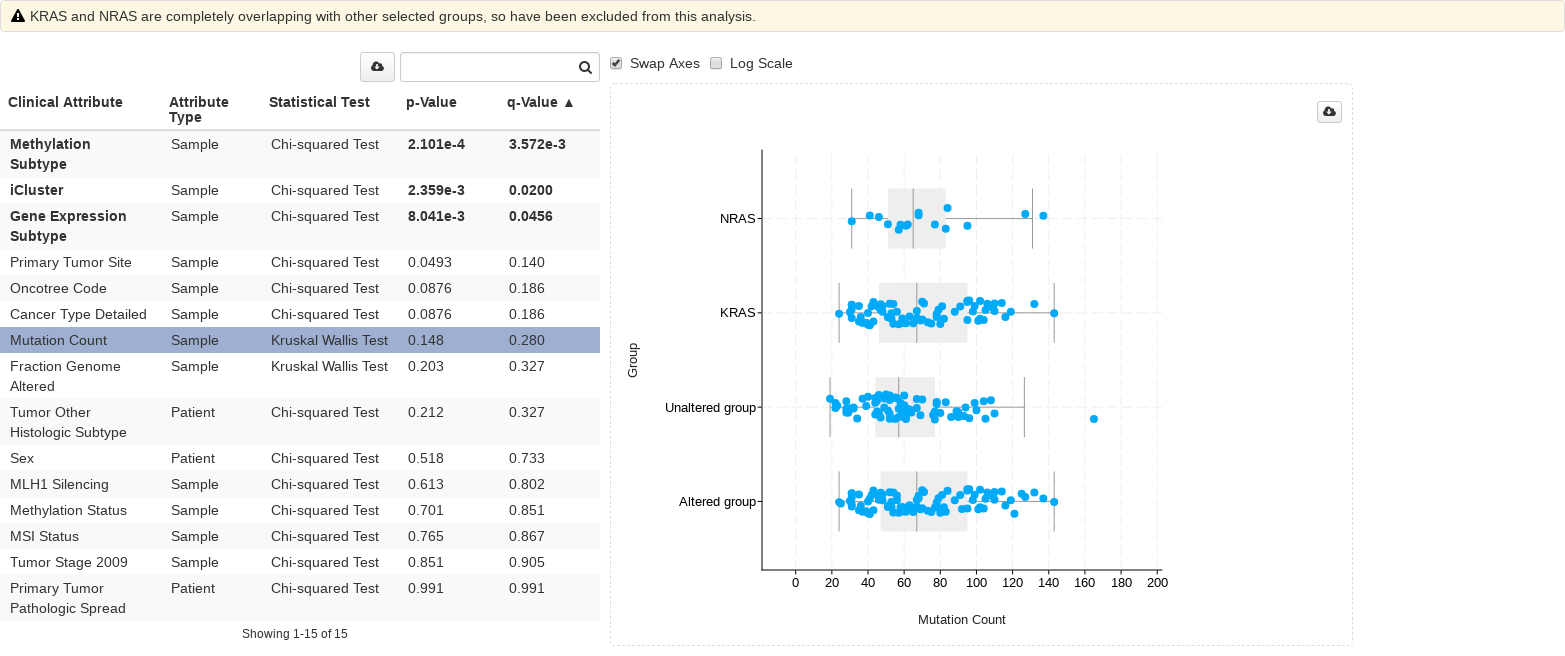 KRAS and NRAS are completely overlapping with other selected groups, so have been excluded from this analysis.
Swap Axes Log Scale
Clinical Attribute Attribute Type Statistical Test p-Value q-Value ▲
Methylation Subtype Sample Chi-squared Test 2.101e-4 3.572e-3
iCluster Sample Chi-squared Test 2.359e-3 0.0200
Gene Expression Subtype Sample Chi-squared Test 8.041e-3 0.0456
Primary Tumor Site Sample Chi-squared Test 0.0493 0.140
Oncotree Code Sample Chi-squared Test 0.0876 0.186
Cancer Type Detailed Sample Chi-squared Test 0.0876 0.186
Mutation Count Sample Kruskal Wallis Test 0.148 0.280
Fraction Genome Altered Sample Kruskal Wallis Test 0.203 0.327
Tumor Other Histologic Subtype Patient Chi-squared Test 0.212 0.327
Sex Patient Chi-squared Test 0.518 0.733
MLH1 Silencing Sample Chi-squared Test 0.613 0.802
Methylation Status Sample Chi-squared Test 0.701 0.851
MSI Status Sample Chi-squared Test 0.765 0.867
Tumor Stage 2009 Sample Chi-squared Test 0.851 0.905
Primary Tumor Pathologic Spread Patient Chi-squared Test 0.991 0.991
Showing 1-15 of 15
Group
NRAS
KRAS
Unaltered group
Altered group
0 20 40 60 80 100 120 140 160 180 200
Mutation Count